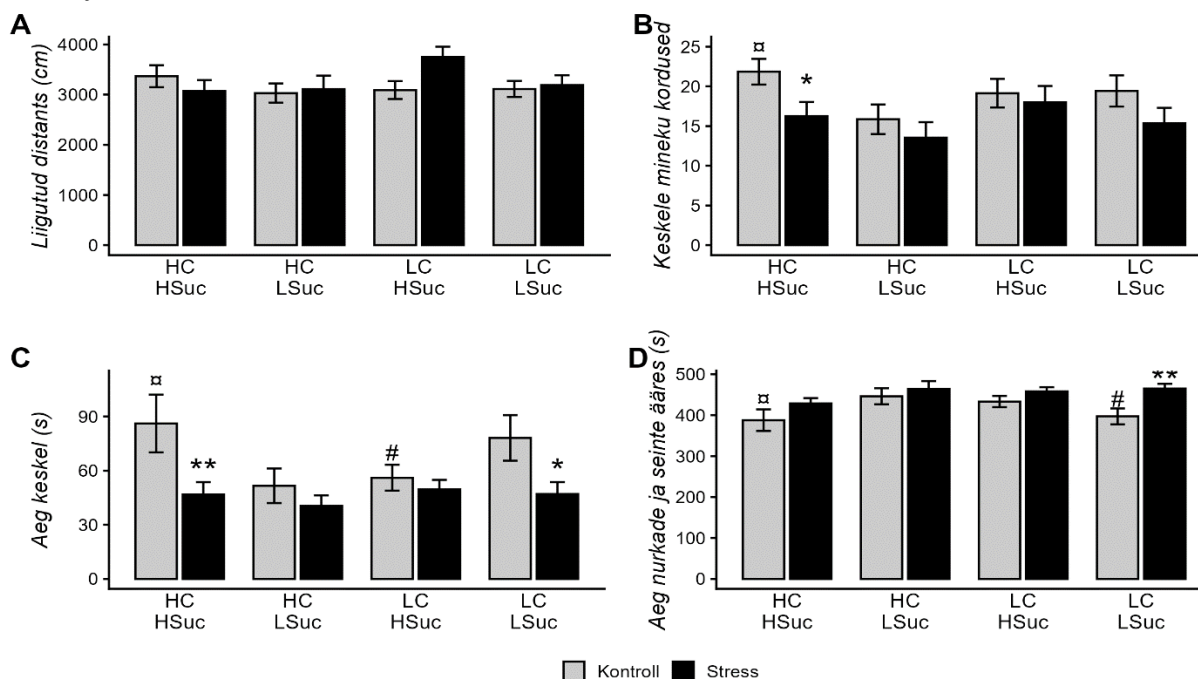 A
Liigutud distants (cm)
4000
3000
2000
1000
0
HC HC LC LC
HSuc LSuc HSuc LSuc
B
Keskele mineku kordused
25
20
15
10
5
0
¤
*
HC HC LC LC
HSuc LSuc HSuc LSuc
C
Aeg keskel (s)
90
60
30
0
¤
**
#
*
HC HC LC LC
HSuc LSuc HSuc LSuc
D
Aeg nurkade ja seinte ääres (s)
500
400
300
200
100
0
¤
#
**
HC HC LC LC
HSuc LSuc HSuc LSuc
Kontroll Stress